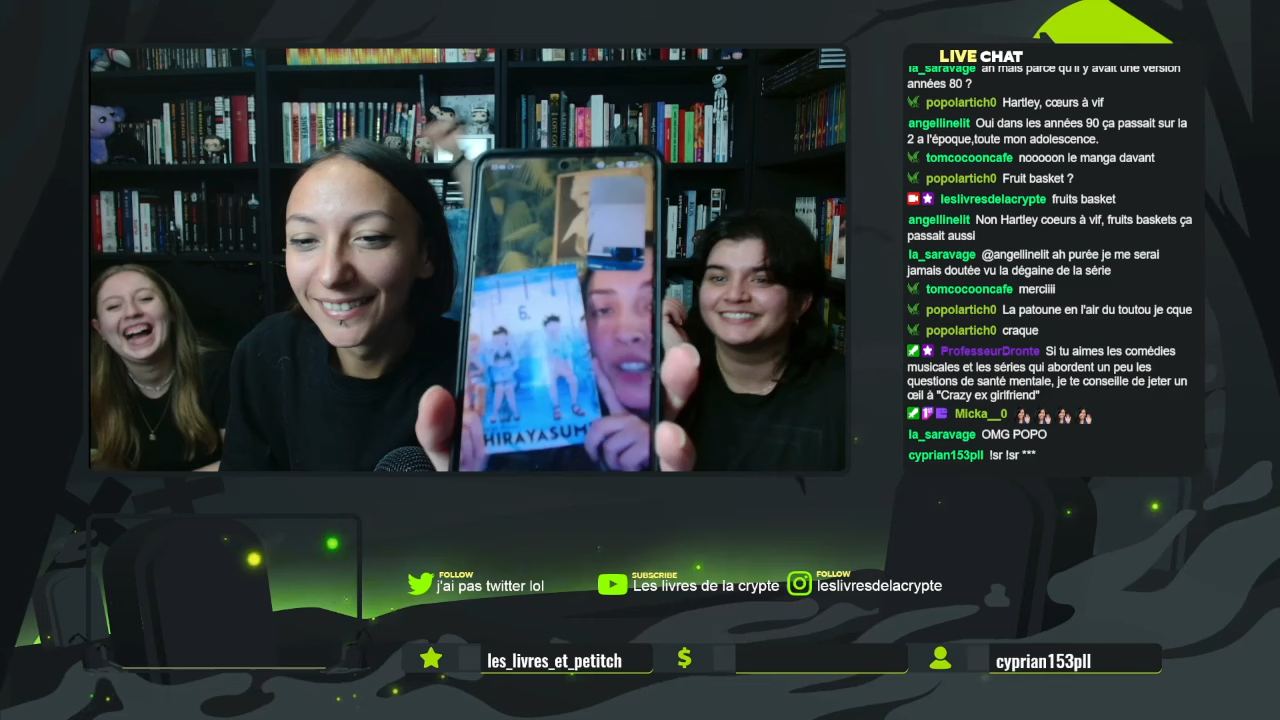 LIVE CHAT
la_saravage ah mais parce qu'il y avait une version
années 80 ?
popolartich0 Hartley, cœurs à vif
angellinelit Oui dans les années 90 ça passait sur la
2 a l'époque,toute mon adolescence.
tomcocooncafe nooooon le manga davant
popolartich0 Fruit basket ?
leslivresdelacrypte fruits basket
angellinelit Non Hartley coeurs à vif, fruits baskets ça
passait aussi
la_saravage @angellinelit ah purée je me serai
jamais doutée vu la dégaine de la série
tomcocooncafe merciiii
popolartich0 La patoune en l'air du toutou je cque
popolartich0 craque
ProfesseurDronte Si tu aimes les comédies
musicales et les séries qui abordent un peu les
questions de santé mentale, je te conseille de jeter un
œil à "Crazy ex girlfriend"
Micka__0
la_saravage OMG POPO
cyprian153pll !sr !sr ***
6.
HIRAYASUMI
FOLLOW
j'ai pas twitter lol
SUBSCRIBE
Les livres de la crypte
FOLLOW
leslivresdelacrypte
les_livres_et_petitch
$
cyprian153pll